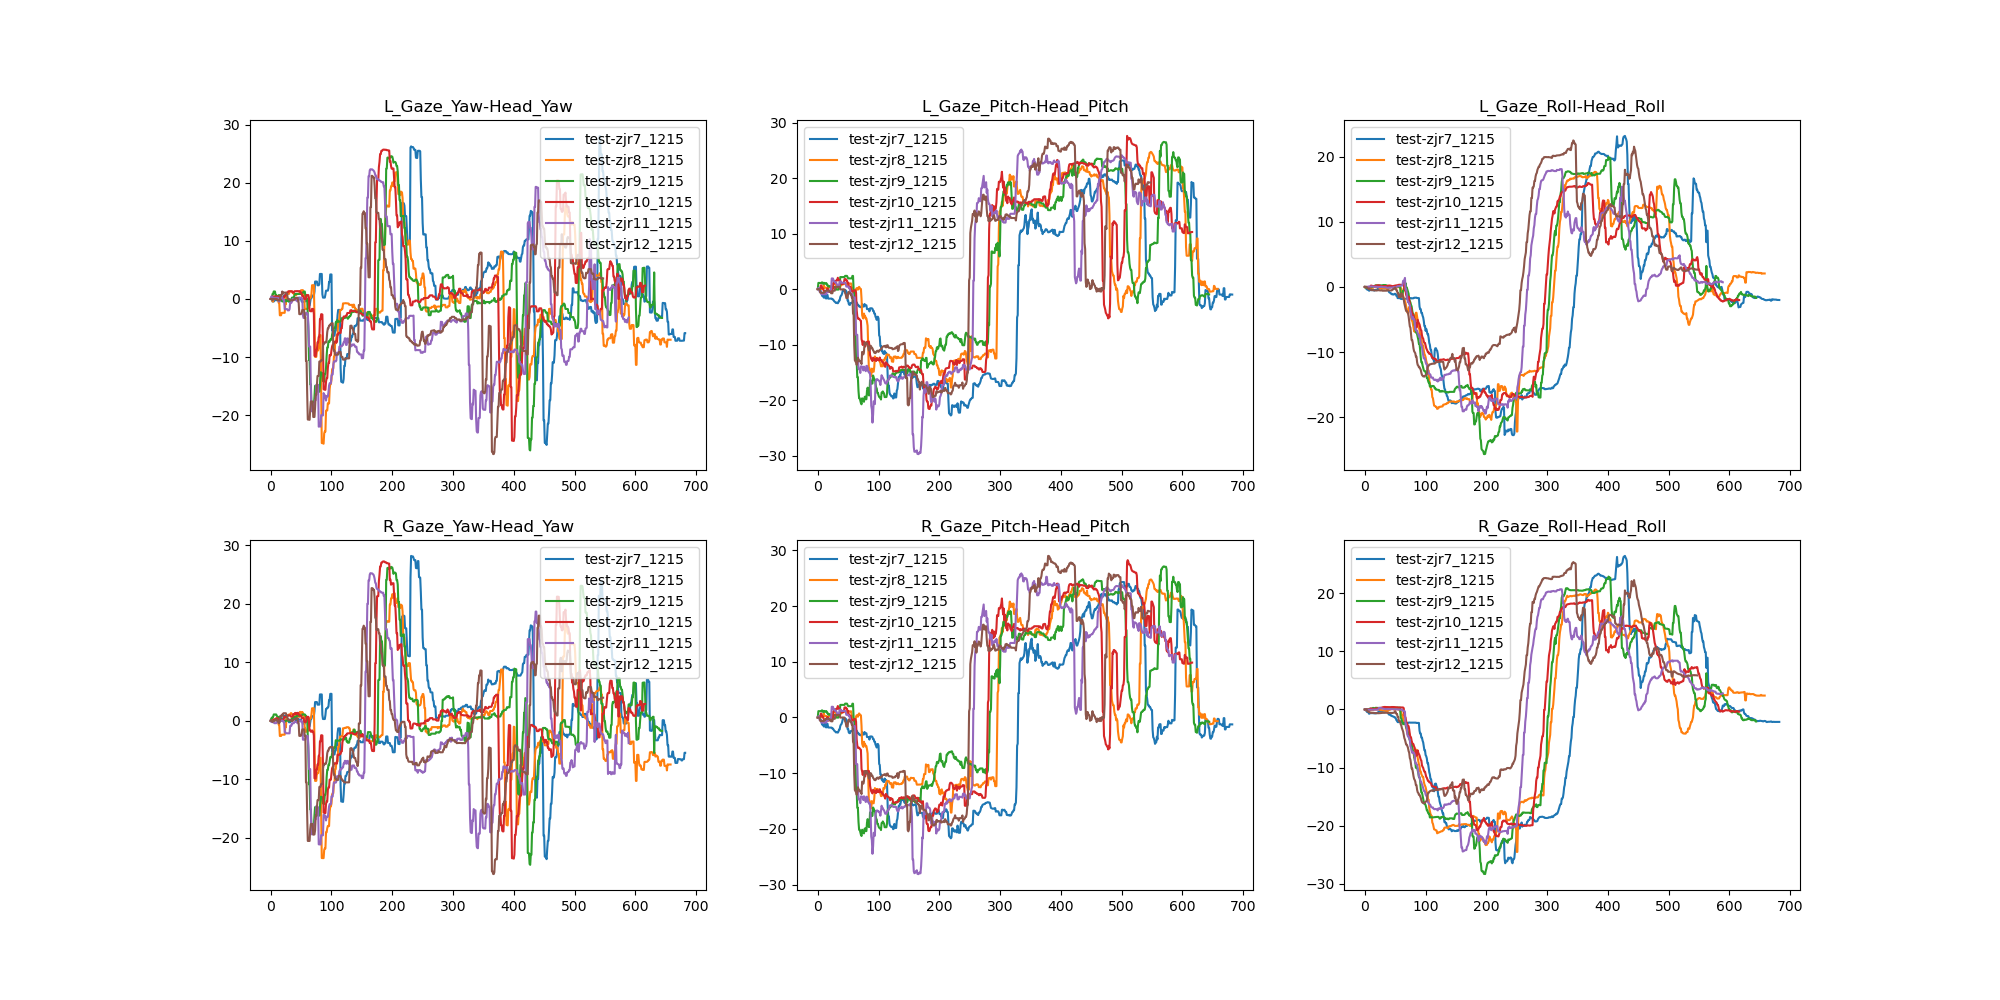 L_Gaze_Yaw-Head_Yaw
L_Gaze_Pitch-Head_Pitch
L_Gaze_Roll-Head_Roll
30
20
10
0
−10
−20
0 100 200 300 400 500 600 700
test-zjr7_1215
test-zjr8_1215
test-zjr9_1215
test-zjr10_1215
test-zjr11_1215
test-zjr12_1215
30
20
10
0
−10
−20
−30
0 100 200 300 400 500 600 700
test-zjr7_1215
test-zjr8_1215
test-zjr9_1215
test-zjr10_1215
test-zjr11_1215
test-zjr12_1215
20
10
0
−10
−20
0 100 200 300 400 500 600 700
test-zjr7_1215
test-zjr8_1215
test-zjr9_1215
test-zjr10_1215
test-zjr11_1215
test-zjr12_1215
R_Gaze_Yaw-Head_Yaw
R_Gaze_Pitch-Head_Pitch
R_Gaze_Roll-Head_Roll
30
20
10
0
−10
−20
0 100 200 300 400 500 600 700
test-zjr7_1215
test-zjr8_1215
test-zjr9_1215
test-zjr10_1215
test-zjr11_1215
test-zjr12_1215
30
20
10
0
−10
−20
−30
0 100 200 300 400 500 600 700
test-zjr7_1215
test-zjr8_1215
test-zjr9_1215
test-zjr10_1215
test-zjr11_1215
test-zjr12_1215
20
10
0
−10
−20
−30
0 100 200 300 400 500 600 700
test-zjr7_1215
test-zjr8_1215
test-zjr9_1215
test-zjr10_1215
test-zjr11_1215
test-zjr12_1215